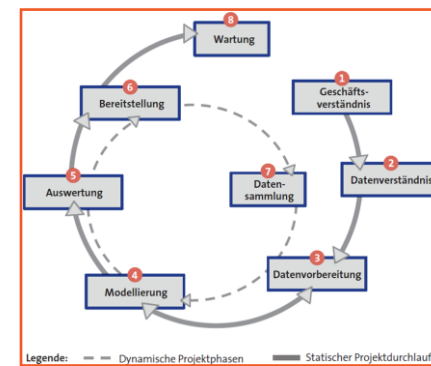 8
Wartung
6
Bereitstellung
1
Geschäfts-
verständnis
5
Auswertung
7
Daten-
sammlung
2
Datenverständnis
4
Modellierung
3
Datenvorbereitung
Legende: Dynamische Projektphasen Statischer Projektdurchlauf